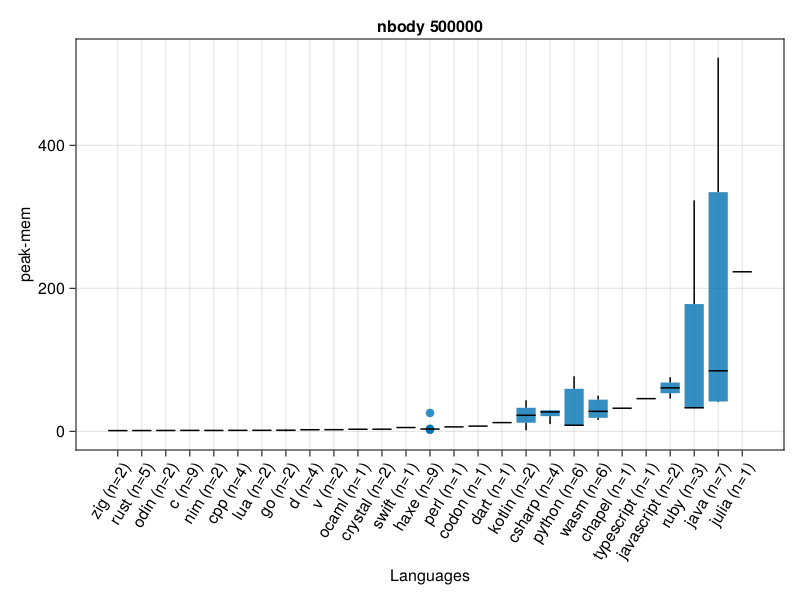 nbody 500000
peak-mem
400
200
0
zig (n=2)
rust (n=5)
odin (n=2)
c (n=9)
nim (n=2)
cpp (n=4)
lua (n=2)
go (n=2)
d (n=4)
v (n=2)
ocaml (n=1)
crystal (n=2)
swift (n=1)
haxe (n=9)
perl (n=1)
codon (n=1)
dart (n=1)
kotlin (n=2)
csharp (n=4)
python (n=6)
wasm (n=6)
chapel (n=1)
typescript (n=1)
javascript (n=2)
ruby (n=3)
java (n=7)
julia (n=1)
Languages